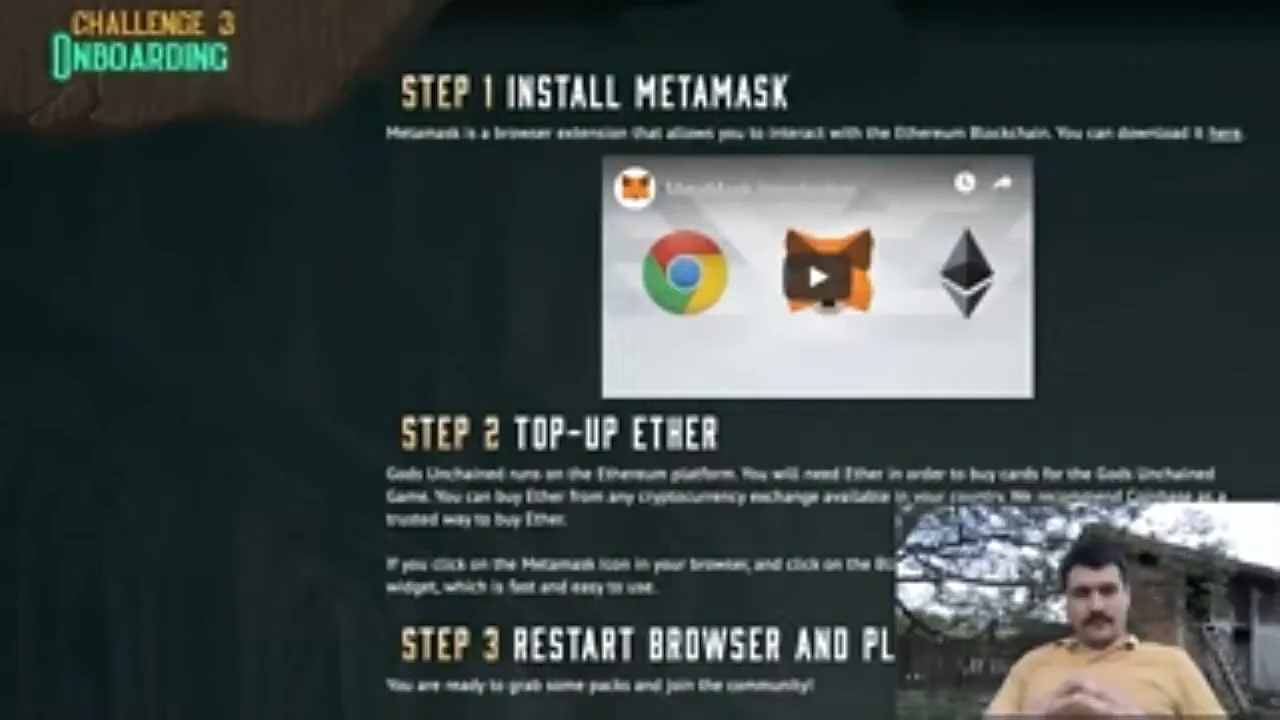 CHALLENGE 3
ONBOARDING
STEP 1 INSTALL METAMASK
Metamask is a browser extension that allows you to interact with the Ethereum Blockchain. You can download it here.
STEP 2 TOP-UP ETHER
Gods Unchained runs on the Ethereum platform. You will need Ether in order to buy cards for the Gods Unchained
Game. You can buy Ether from any cryptocurrency exchange available in your country. We recommend Coinbase as a
trusted way to buy Ether.
If you click on the Metamask icon in your browser, and click on the
widget, which is fast and easy to use.
STEP 3 RESTART BROWSER AND PL
You are ready to grab some packs and join the community!